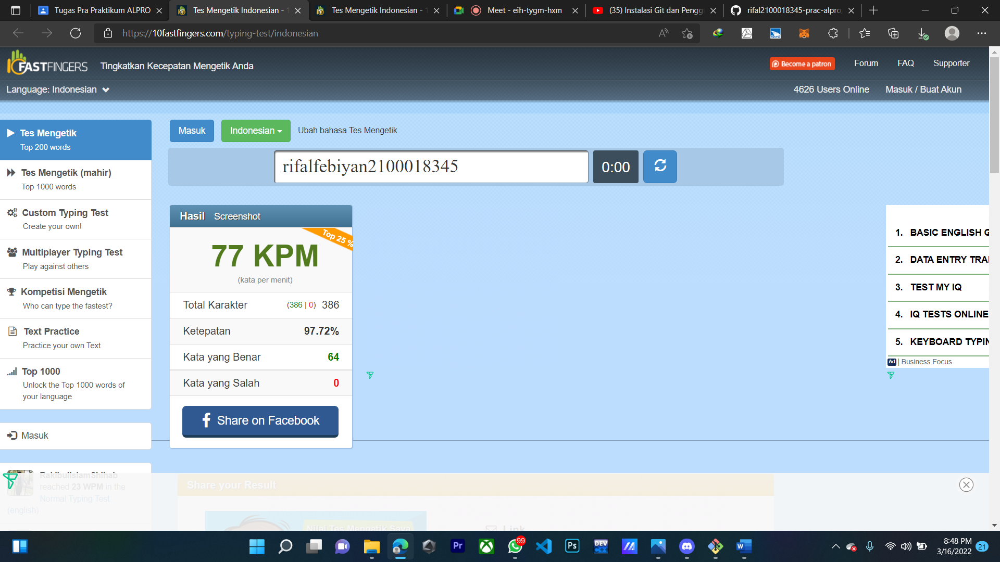 Tugas Pra Praktikum ALPRO
Tes Mengetik Indonesian - 1
Tes Mengetik Indonesian - 1
Meet - eih-tygm-hxm
(35) Instalasi Git dan Pengg
rifal2100018345-prac-alpro
https://10fastfingers.com/typing-test/indonesian
FASTFINGERS
Tingkatkan Kecepatan Mengetik Anda
Become a patron
Forum
FAQ
Supporter
Language: Indonesian
4626 Users Online
Masuk / Buat Akun
Tes Mengetik
Top 200 words
Tes Mengetik (mahir)
Top 1000 words
Custom Typing Test
Create your own!
Multiplayer Typing Test
Play against others
Kompetisi Mengetik
Who can type the fastest?
Text Practice
Practice your own Text
Top 1000
Unlock the Top 1000 words of
your language
Masuk
RakibulIslamShihab
reached 23 WPM in the
Normal Typing Test
(english)
Masuk
Indonesian
Ubah bahasa Tes Mengetik
rifalfebiyan2100018345
0:00
Hasil
Screenshot
Top 25 %
77 KPM
(kata per menit)
Total Karakter (386 | 0) 386
Ketepatan 97.72%
Kata yang Benar 64
Kata yang Salah 0
Share on Facebook
1. BASIC ENGLISH G
2. DATA ENTRY TRAI
3. TEST MY IQ
4. IQ TESTS ONLINE
5. KEYBOARD TYPIN
Ad | Business Focus
Share your Result
Nilai Tes Mengetik Saya
Link
Pr
99
Ps
DEV
C++
W
8:48 PM
3/16/2022
21